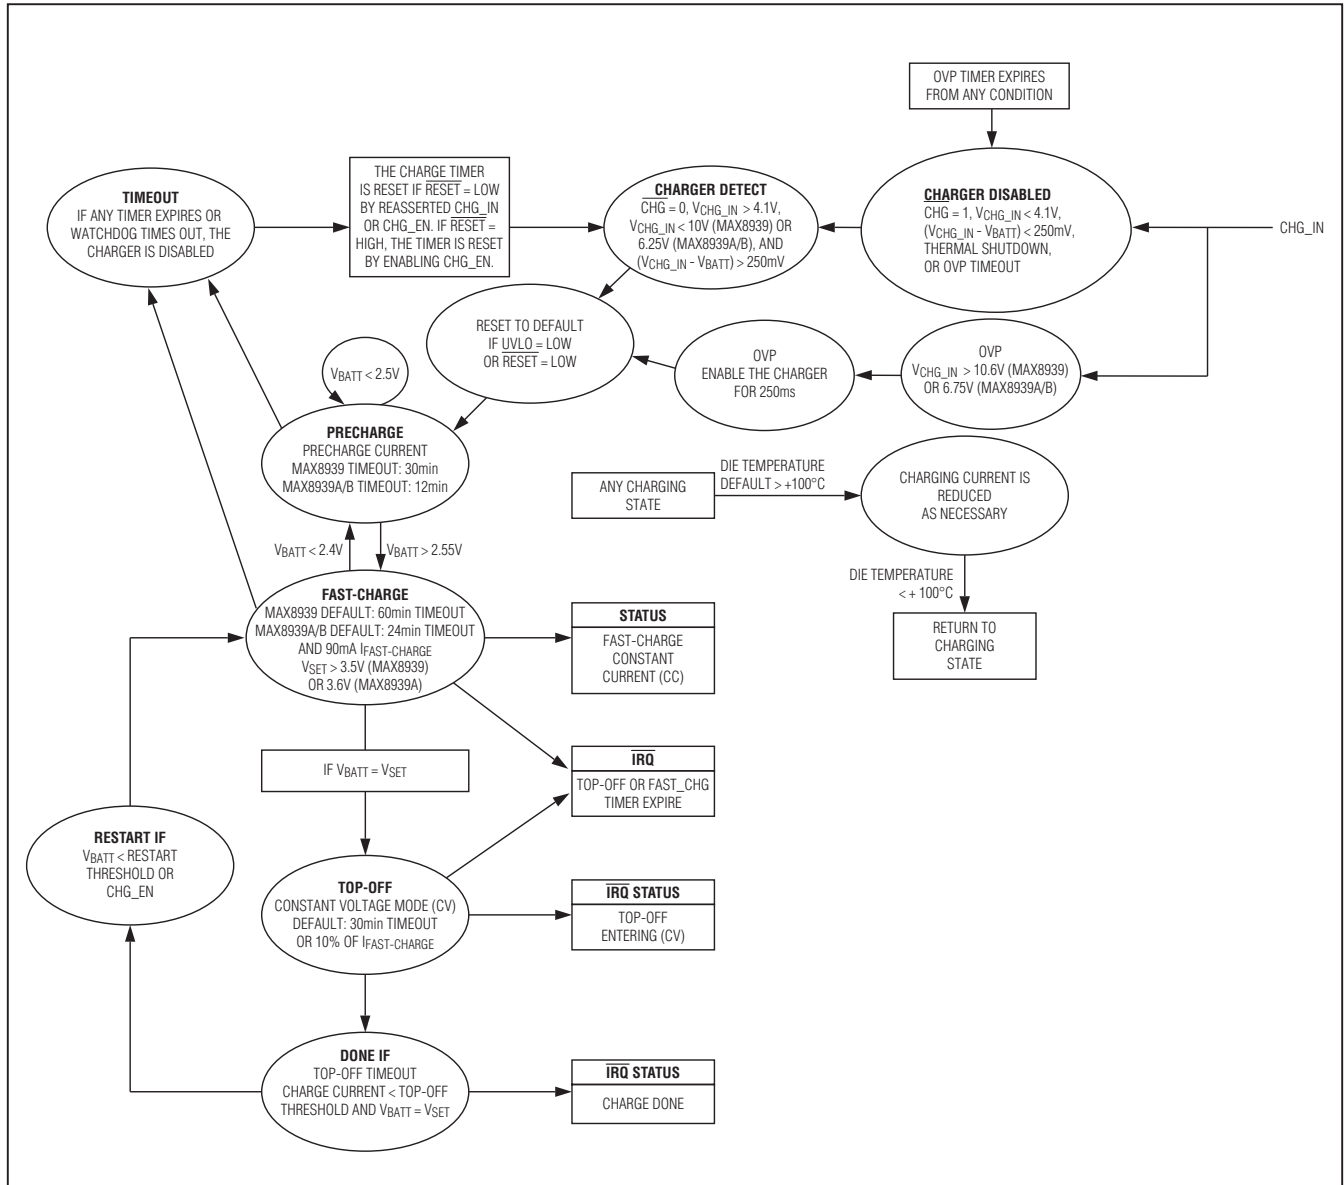 OVP TIMER EXPIRES
FROM ANY CONDITION
TIMEOUT
IF ANY TIMER EXPIRES OR
WATCHDOG TIMES OUT, THE
CHARGER IS DISABLED
THE CHARGE TIMER
IS RESET IF RESET = LOW
BY REASSERTED CHG_IN
OR CHG_EN. IF RESET =
HIGH, THE TIMER IS RESET
BY ENABLING CHG_EN.
CHARGER DETECT
CHG = 0, VCHG_IN > 4.1V,
VCHG_IN < 10V (MAX8939) OR
6.25V (MAX8939A/B), AND
(VCHG_IN - VBATT) > 250mV
CHARGER DISABLED
CHG = 1, VCHG_IN < 4.1V,
(VCHG_IN - VBATT) < 250mV,
THERMAL SHUTDOWN,
OR OVP TIMEOUT
CHG_IN
RESET TO DEFAULT
IF UVLO = LOW
OR RESET = LOW
OVP
ENABLE THE CHARGER
FOR 250ms
OVP
VCHG_IN > 10.6V (MAX8939)
OR 6.75V (MAX8939A/B)
VBATT < 2.5V
PRECHARGE
PRECHARGE CURRENT
MAX8939 TIMEOUT: 30min
MAX8939A/B TIMEOUT: 12min
ANY CHARGING
STATE
DIE TEMPERATURE
DEFAULT > +100°C
CHARGING CURRENT IS
REDUCED
AS NECESSARY
VBATT < 2.4V
VBATT > 2.55V
DIE TEMPERATURE
< + 100°C
RETURN TO
CHARGING
STATE
FAST-CHARGE
MAX8939 DEFAULT: 60min TIMEOUT
MAX8939A/B DEFAULT: 24min TIMEOUT
AND 90mA IFAST-CHARGE
VSET > 3.5V (MAX8939)
OR 3.6V (MAX8939A)
STATUS
FAST-CHARGE
CONSTANT
CURRENT (CC)
IF VBATT = VSET
IRQ
TOP-OFF OR FAST_CHG
TIMER EXPIRE
RESTART IF
VBATT < RESTART
THRESHOLD OR
CHG_EN
TOP-OFF
CONSTANT VOLTAGE MODE (CV)
DEFAULT: 30min TIMEOUT
OR 10% OF IFAST-CHARGE
IRQ STATUS
TOP-OFF
ENTERING (CV)
DONE IF
TOP-OFF TIMEOUT
CHARGE CURRENT < TOP-OFF
THRESHOLD AND VBATT = VSET
IRQ STATUS
CHARGE DONE